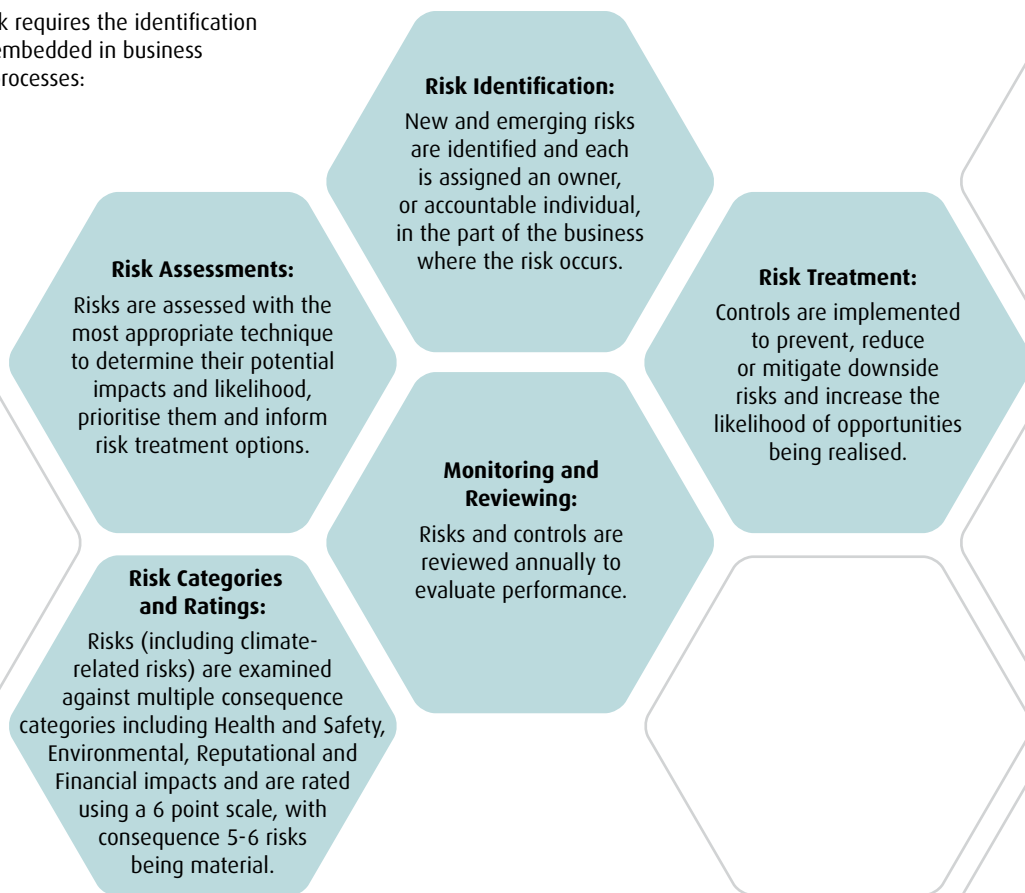 requires the identification
embedded in business
processes:
Risk Identification:
New and emerging risks
are identified and each
is assigned an owner,
or accountable individual,
in the part of the business
where the risk occurs.
Risk Assessments:
Risks are assessed with the
most appropriate technique
to determine their potential
impacts and likelihood,
prioritise them and inform
risk treatment options.
Risk Treatment:
Controls are implemented
to prevent, reduce
or mitigate downside
risks and increase the
likelihood of opportunities
being realised.
Monitoring and
Reviewing:
Risks and controls are
reviewed annually to
evaluate performance.
Risk Categories
and Ratings:
Risks (including climate-
related risks) are examined
against multiple consequence
categories including Health and Safety,
Environmental, Reputational and
Financial impacts and are rated
using a 6 point scale, with
consequence 5-6 risks
being material.